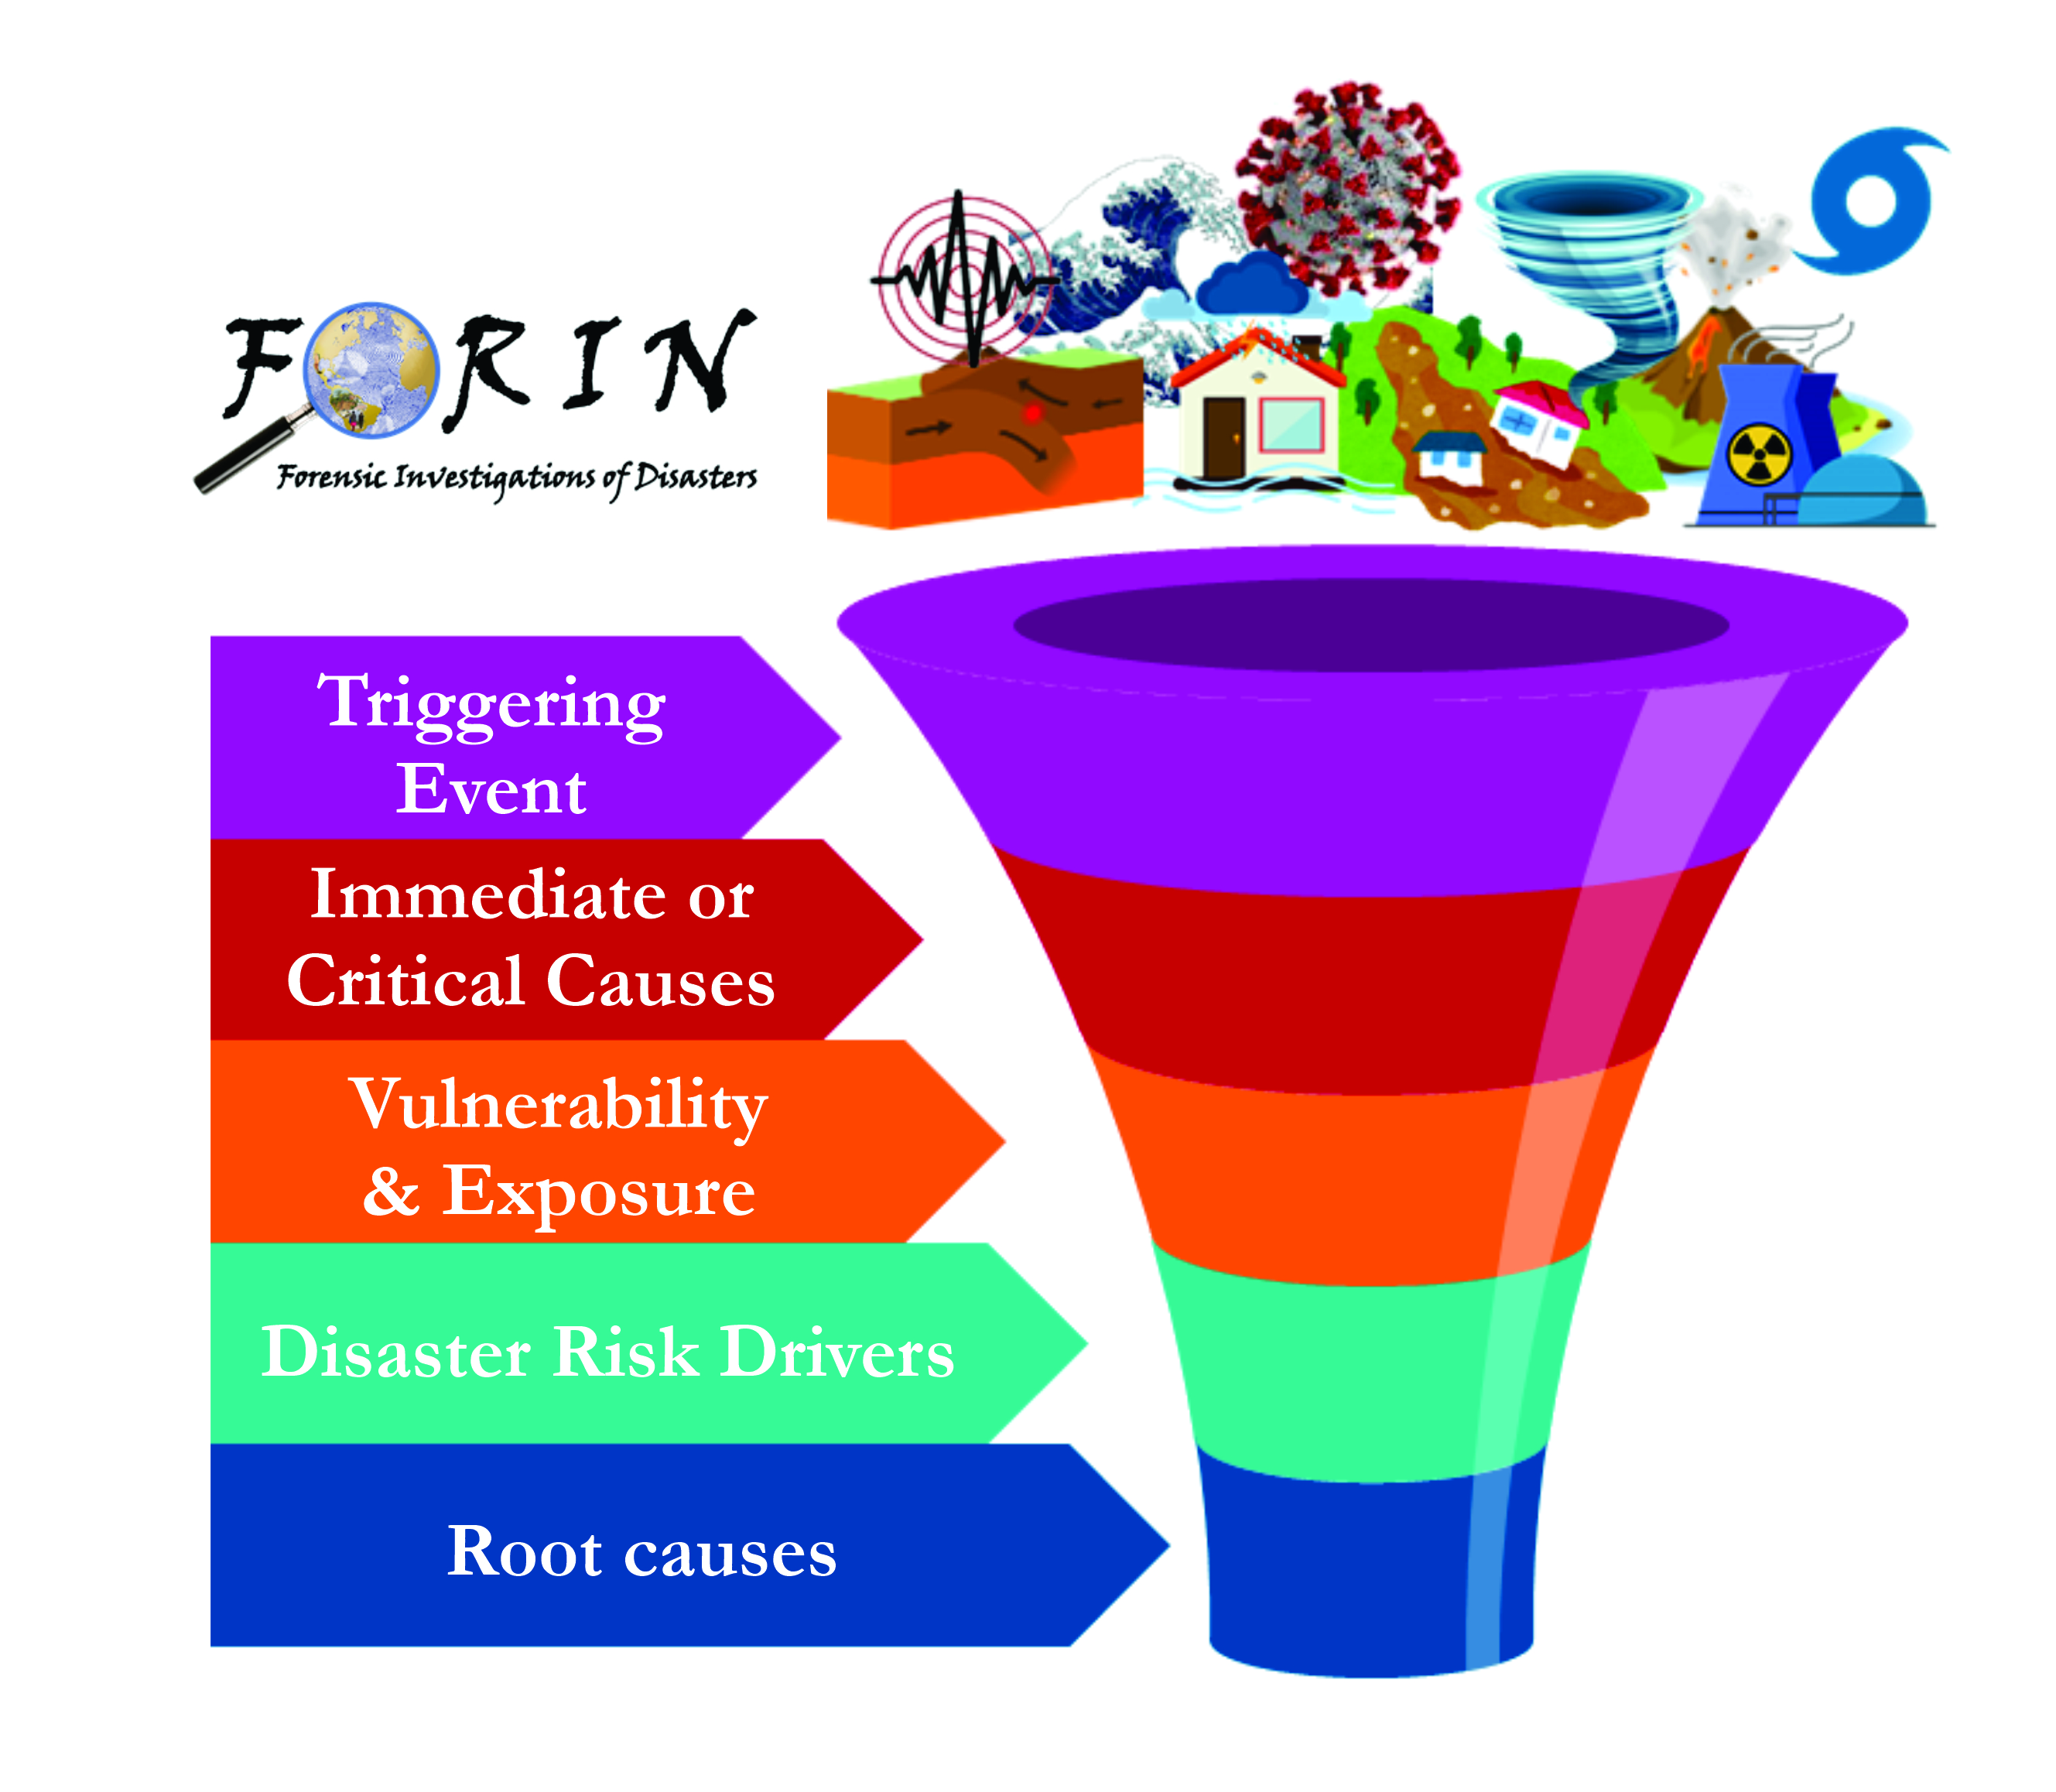 FORIN
Forensic Investigations of Disasters
Triggering
Event
Immediate or
Critical Causes
Vulnerability
& Exposure
Disaster Risk Drivers
Root causes